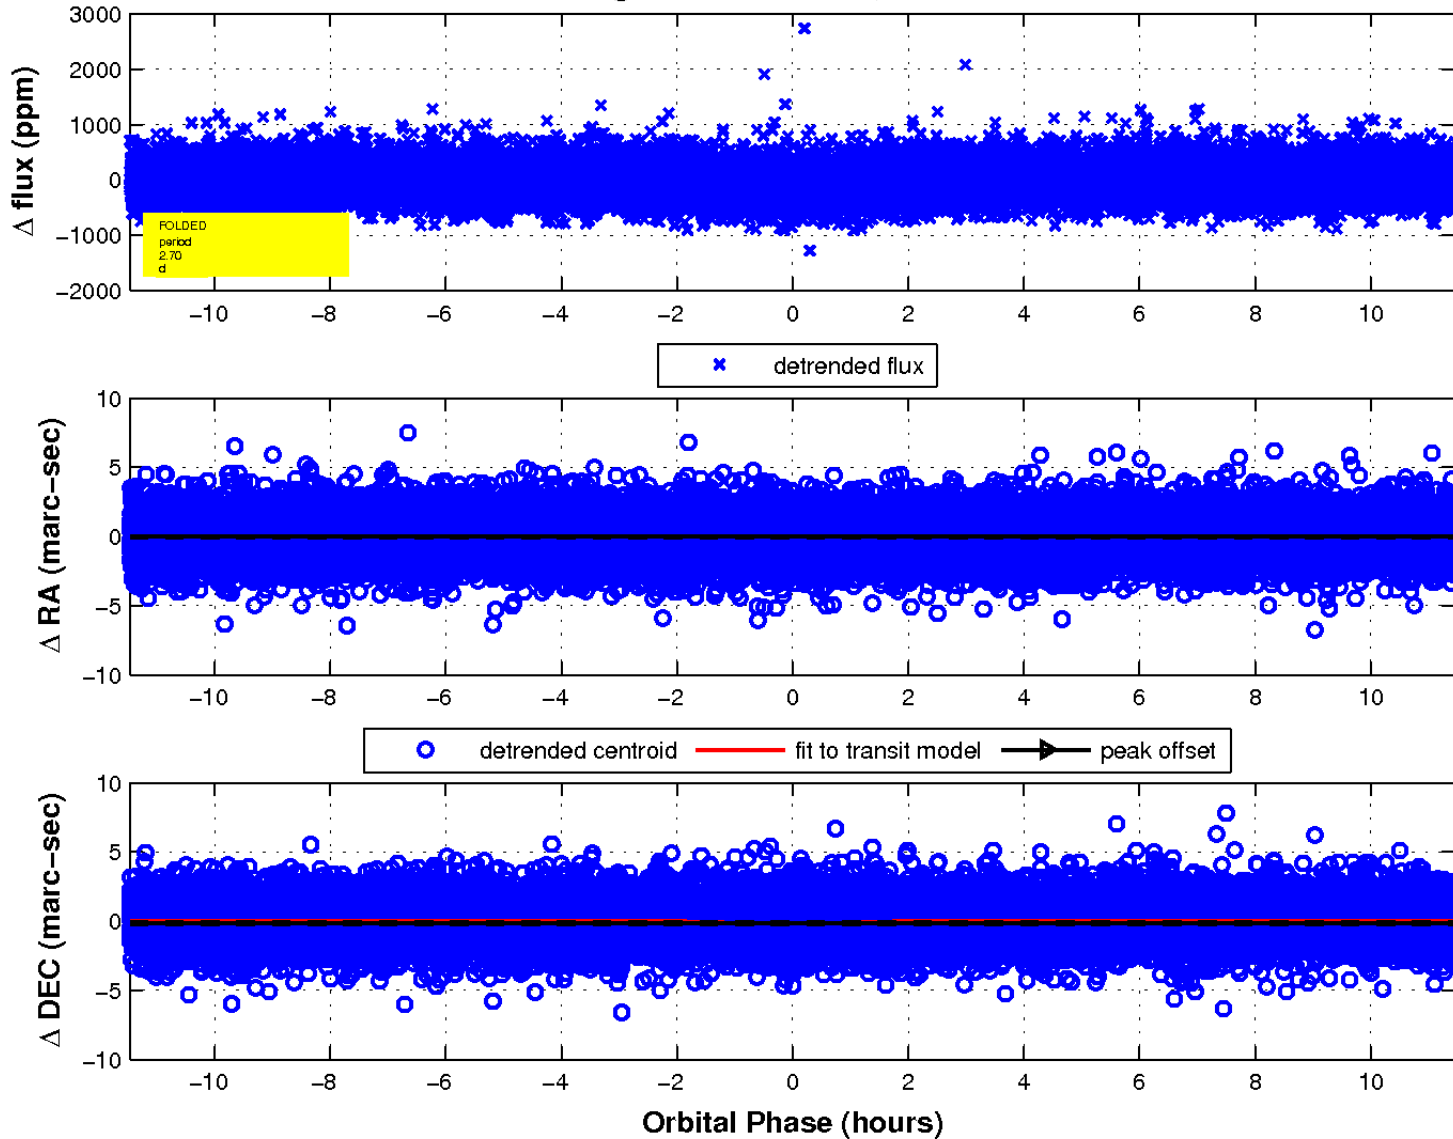 3000
2000
1000
0
−1000
−2000
Δ flux (ppm)
FOLDED
period
2.70
d
−10 −8 −6 −4 −2 0 2 4 6 8 10
detrended flux
10
5
0
−5
−10
Δ RA (marc−sec)
−10 −8 −6 −4 −2 0 2 4 6 8 10
detrended centroid fit to transit model peak offset
10
5
0
−5
−10
Δ DEC (marc−sec)
−10 −8 −6 −4 −2 0 2 4 6 8 10
Orbital Phase (hours)